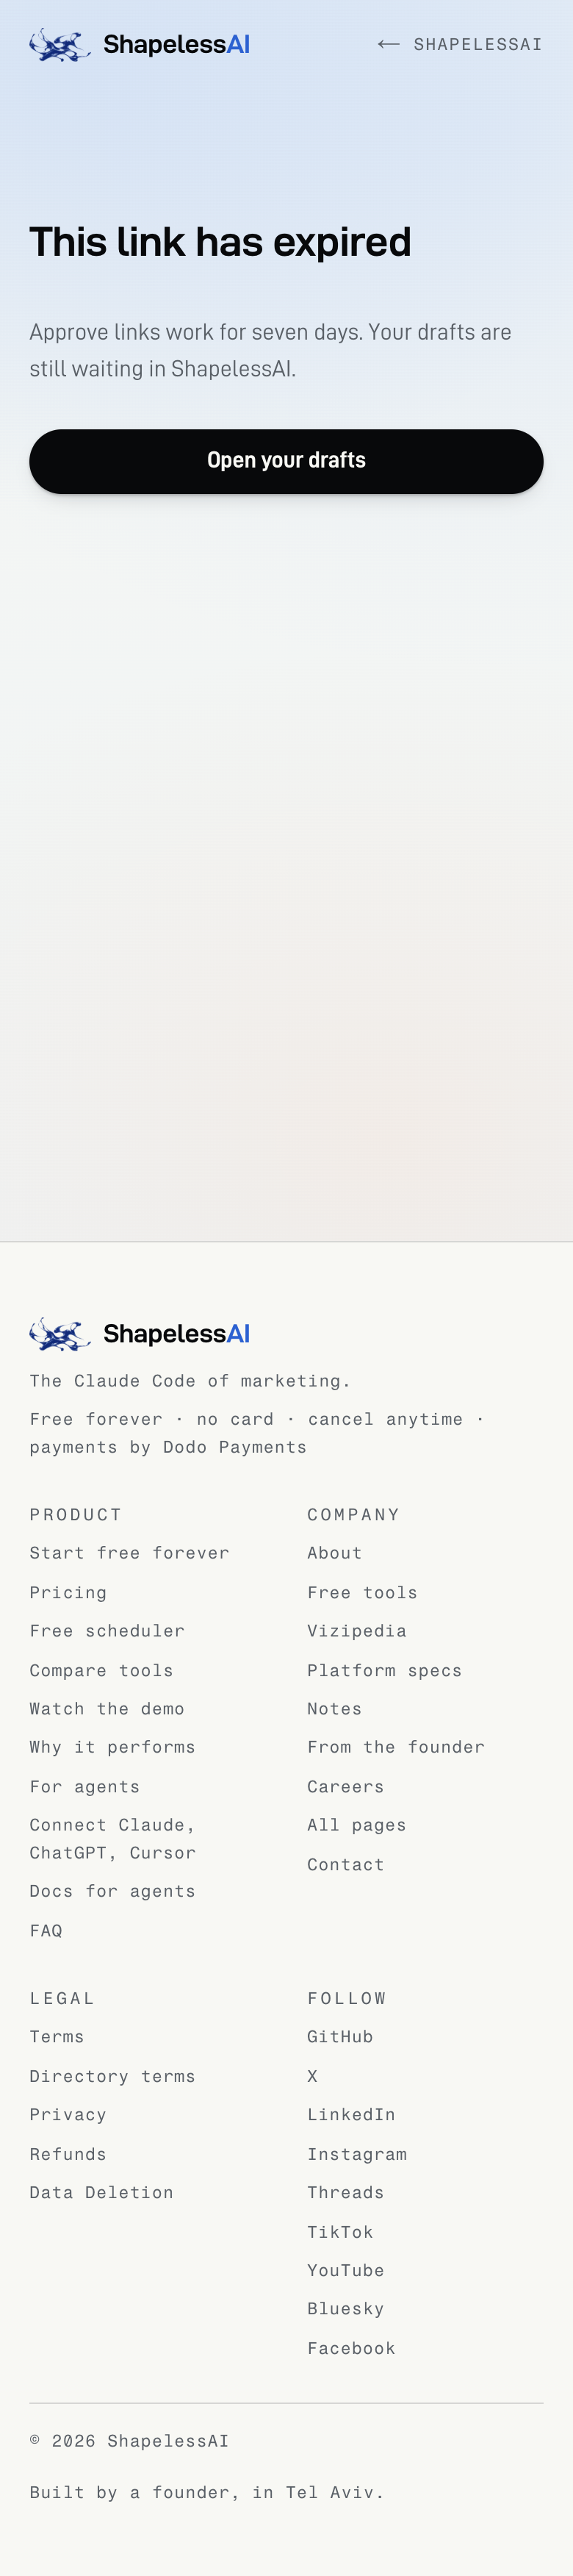 ShapelessAI
← SHAPELESSAI
This link has expired
Approve links work for seven days. Your drafts are
still waiting in ShapelessAI.
Open your drafts
ShapelessAI
The Claude Code of marketing.
Free forever · no card · cancel anytime ·
payments by Dodo Payments
PRODUCT
Start free forever
Pricing
Free scheduler
Compare tools
Watch the demo
Why it performs
For agents
Connect Claude,
ChatGPT, Cursor
Docs for agents
FAQ
COMPANY
About
Free tools
Vizipedia
Platform specs
Notes
From the founder
Careers
All pages
Contact
LEGAL
Terms
Directory terms
Privacy
Refunds
Data Deletion
FOLLOW
GitHub
X
LinkedIn
Instagram
Threads
TikTok
YouTube
Bluesky
Facebook
© 2026 ShapelessAI
Built by a founder, in Tel Aviv.